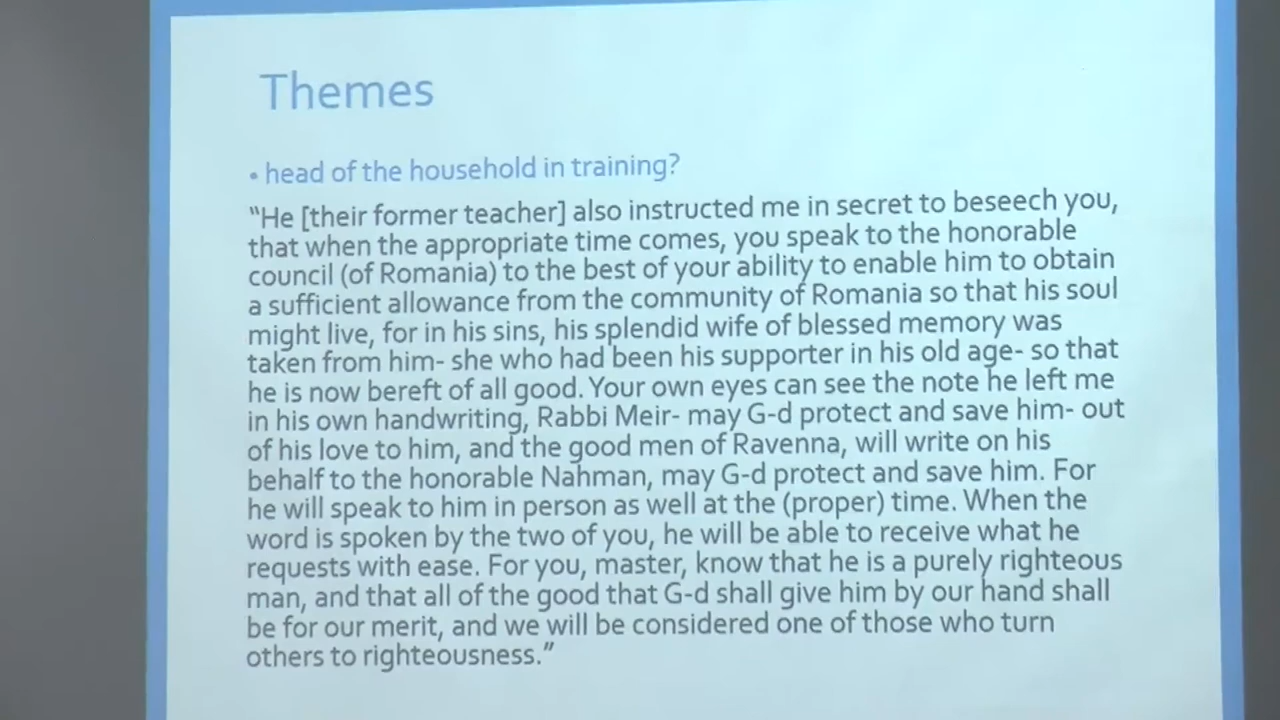 Themes
• head of the household in training?
“He [their former teacher] also instructed me in secret to beseech you,
that when the appropriate time comes, you speak to the honorable
council (of Romania) to the best of your ability to enable him to obtain
a sufficient allowance from the community of Romania so that his soul
might live, for in his sins, his splendid wife of blessed memory was
taken from him- she who had been his supporter in his old age- so that
he is now bereft of all good. Your own eyes can see the note he left me
in his own handwriting, Rabbi Meir- may G-d protect and save him- out
of his love to him, and the good men of Ravenna, will write on his
behalf to the honorable Nahman, may G-d protect and save him. For
he will speak to him in person as well at the (proper) time. When the
word is spoken by the two of you, he will be able to receive what he
requests with ease. For you, master, know that he is a purely righteous
man, and that all of the good that G-d shall give him by our hand shall
be for our merit, and we will be considered one of those who turn
others to righteousness.”